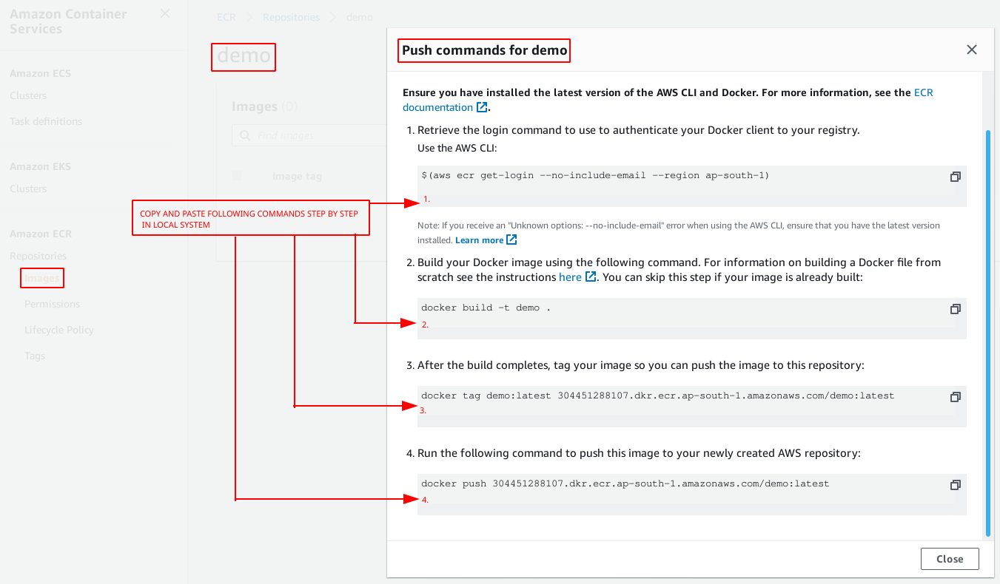 Amazon Container
Services
Amazon ECS
Clusters
Task definitions
Amazon EKS
Clusters
Amazon ECR
Repositories
Images
Permissions
Lifecycle Policy
Tags
ECR
Repositories
demo
demo
Images (0)
Find images
Image tag
COPY AND PASTE FOLLOWING COMMANDS STEP BY STEP
IN LOCAL SYSTEM
Push commands for demo
Ensure you have installed the latest version of the AWS CLI and Docker. For more information, see the ECR
documentation .
1. Retrieve the login command to use to authenticate your Docker client to your registry.
Use the AWS CLI:
$(aws ecr get-login --no-include-email --region ap-south-1)
1.
Note: If you receive an "Unknown options: --no-include-email" error when using the AWS CLI, ensure that you have the latest version
installed. Learn more
2. Build your Docker image using the following command. For information on building a Docker file from
scratch see the instructions here . You can skip this step if your image is already built:
docker build -t demo .
2.
3. After the build completes, tag your image so you can push the image to this repository:
docker tag demo:latest 304451288107.dkr.ecr.ap-south-1.amazonaws.com/demo:latest
3.
4. Run the following command to push this image to your newly created AWS repository:
docker push 304451288107.dkr.ecr.ap-south-1.amazonaws.com/demo:latest
4.
Close